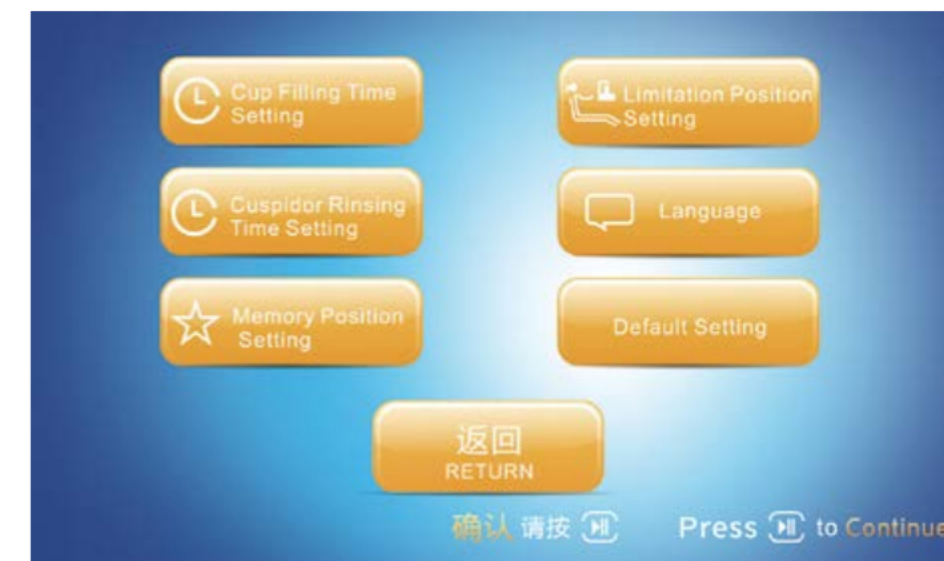 Cup Filling Time
Setting
Limitation Position
Setting
Cuspidor Rinsing
Time Setting
Language
Memory Position
Setting
Default Setting
返回
RETURN
确认 请按
Press to Continue